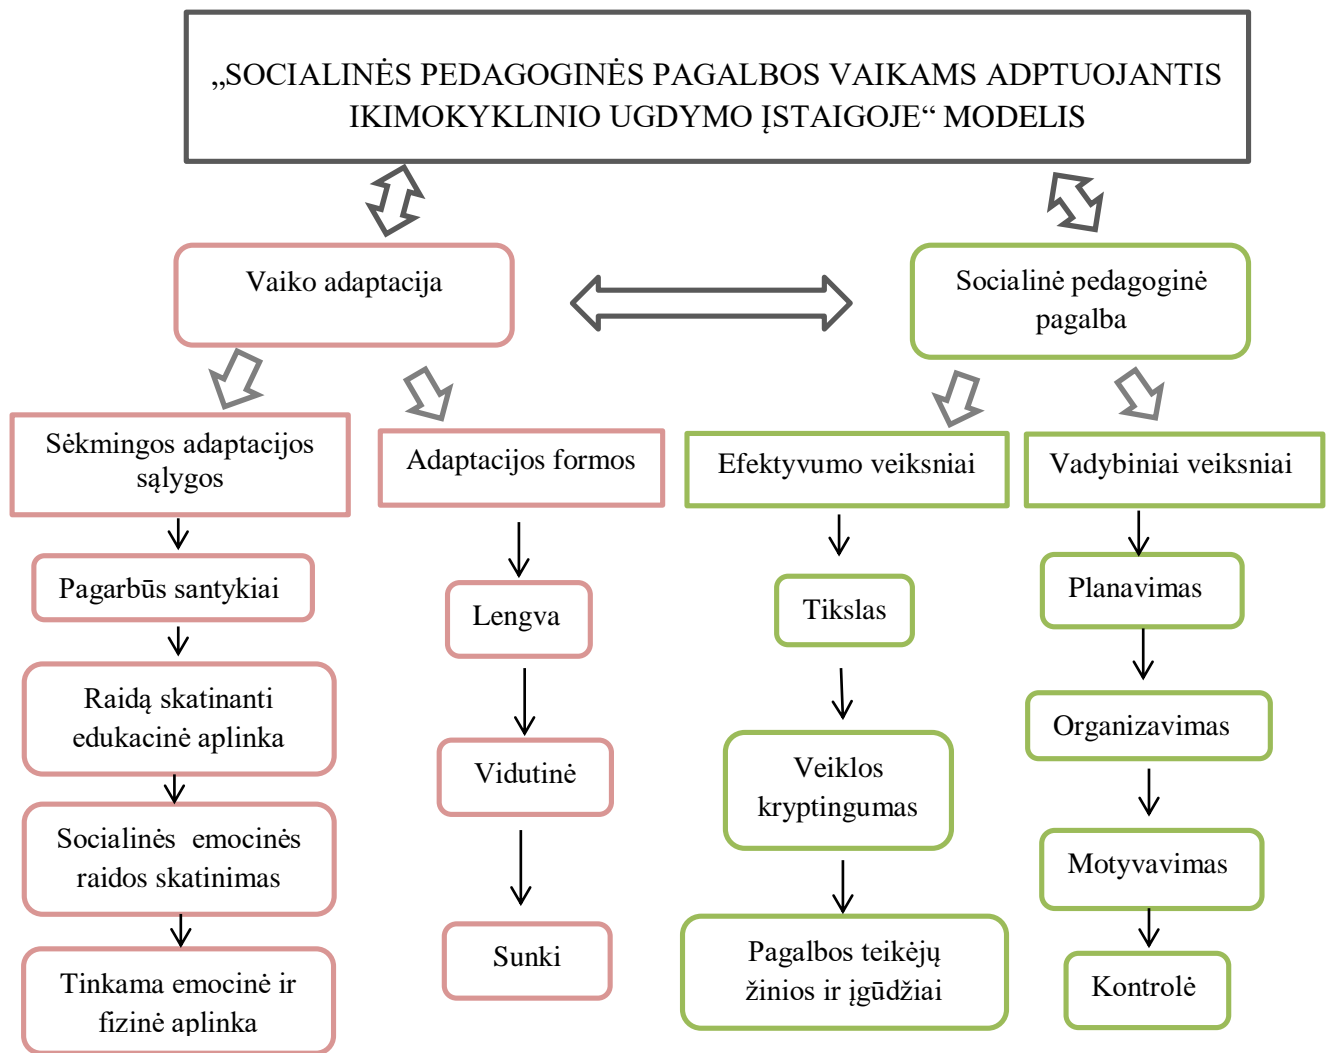 „SOCIALINĖS PEDAGOGINĖS PAGALBOS VAIKAMS ADPTUOJANTIS
IKIMOKYKLINIO UGDYMO ĮSTAIGOJE“ MODELIS
Vaiko adaptacija
Socialinė pedagoginė
pagalba
Sėkmingos adaptacijos
sąlygos
Adaptacijos formos
Efektyvumo veiksniai
Vadybiniai veiksniai
Pagarbūs santykiai
Raidą skatinanti
edukacinė aplinka
Socialinės emocinės
raidos skatinimas
Tinkama emocinė ir
fizinė aplinka
Lengva
Vidutinė
Sunki
Tikslas
Veiklos
kryptingumas
Pagalbos teikėjų
žinios ir įgūdžiai
Planavimas
Organizavimas
Motyvavimas
Kontrolė